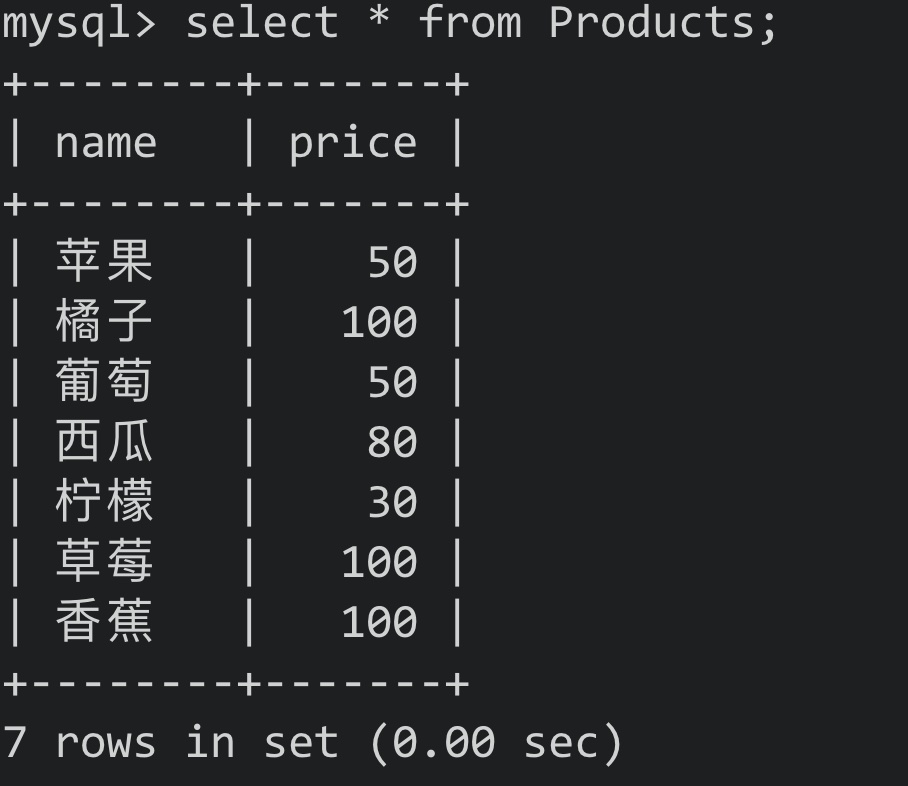 mysql> select * from Products;
+--------+-------+
| name   | price |
+--------+-------+
| 苹果   |    50 |
| 橘子   |   100 |
| 葡萄   |    50 |
| 西瓜   |    80 |
| 柠檬   |    30 |
| 草莓   |   100 |
| 香蕉   |   100 |
+--------+-------+
7 rows in set (0.00 sec)